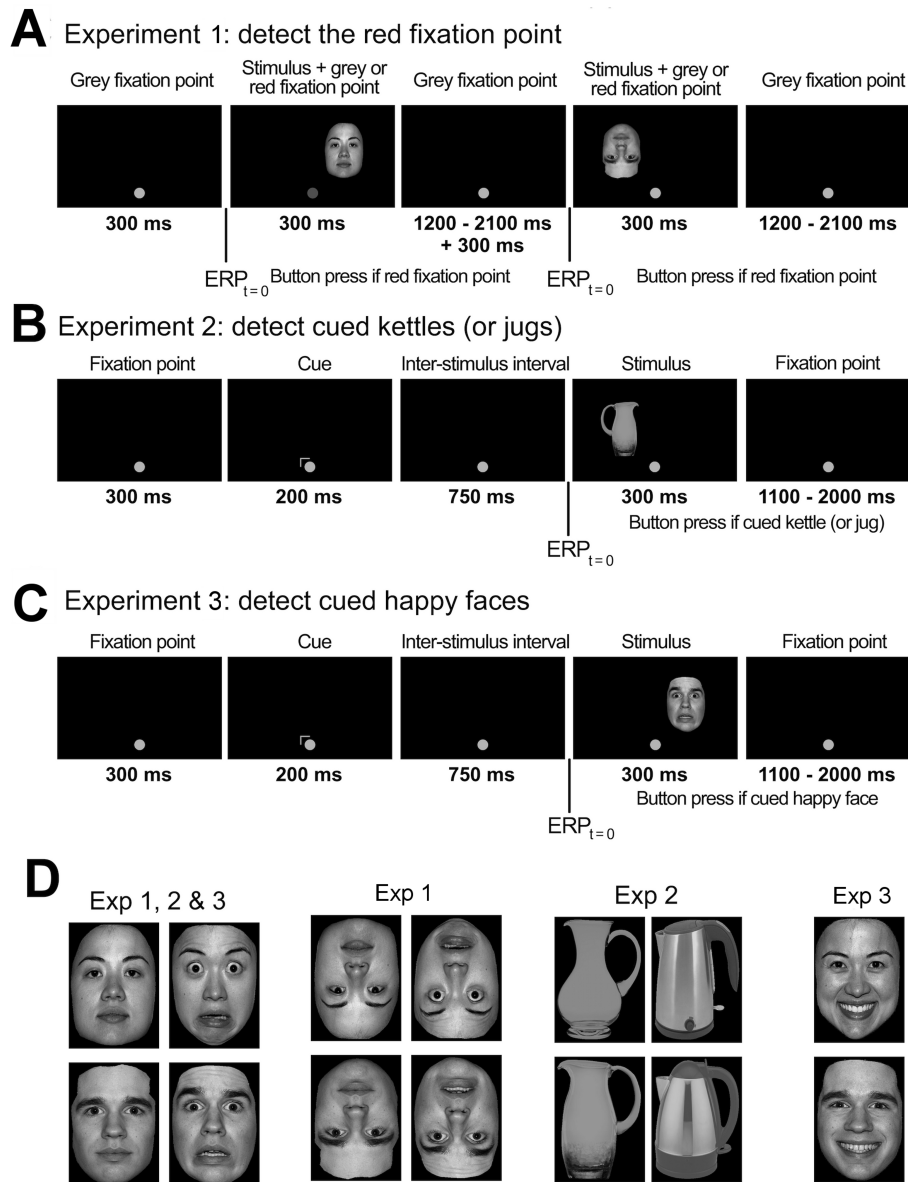 A Experiment 1: detect the red fixation point
Grey fixation point
Stimulus + grey or
red fixation point
Grey fixation point
Stimulus + grey or
red fixation point
Grey fixation point
300 ms
300 ms
1200 - 2100 ms
+ 300 ms
300 ms
1200 - 2100 ms
ERP t = 0
Button press if red fixation point
ERP t = 0
Button press if red fixation point
B Experiment 2: detect cued kettles (or jugs)
Fixation point
Cue
Inter-stimulus interval
Stimulus
Fixation point
300 ms
200 ms
750 ms
300 ms
1100 - 2000 ms
Button press if cued kettle (or jug)
ERP t = 0
C Experiment 3: detect cued happy faces
Fixation point
Cue
Inter-stimulus interval
Stimulus
Fixation point
300 ms
200 ms
750 ms
300 ms
1100 - 2000 ms
Button press if cued happy face
ERP t = 0
D
Exp 1, 2 & 3
Exp 1
Exp 2
Exp 3